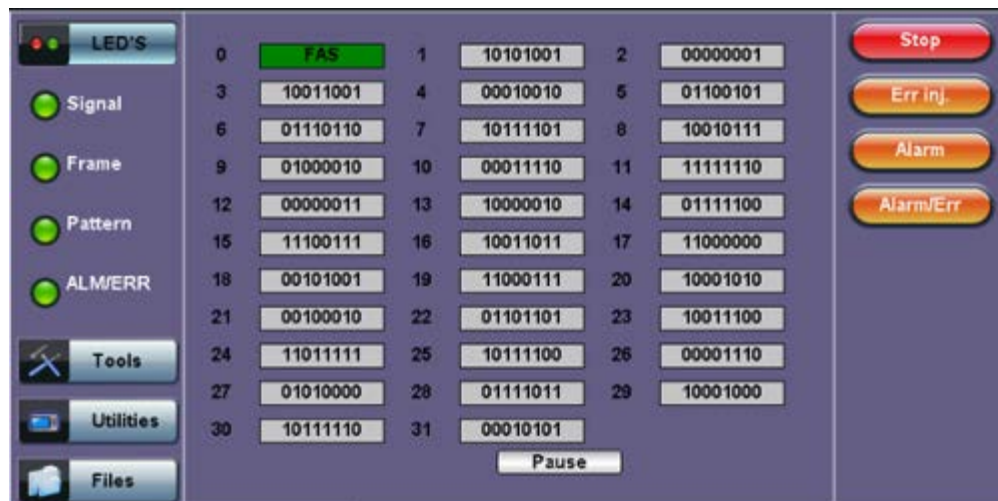 LED'S
Signal
Frame
Pattern
ALM/ERR
Tools
Utilities
Files
0 FAS 1 10101001 2 00000001
3 10011001 4 00010010 5 01100101
6 01110110 7 10111101 8 10010111
9 01000010 10 00011110 11 11111110
12 00000011 13 10000010 14 01111100
15 11100111 16 10011011 17 11000000
18 00101001 19 11000111 20 10001010
21 00100010 22 01101101 23 10011100
24 11011111 25 10111100 26 00001110
27 01010000 28 01111011 29 10001000
30 10111110 31 00010101
Pause
Stop
Err inj.
Alarm
Alarm/Err